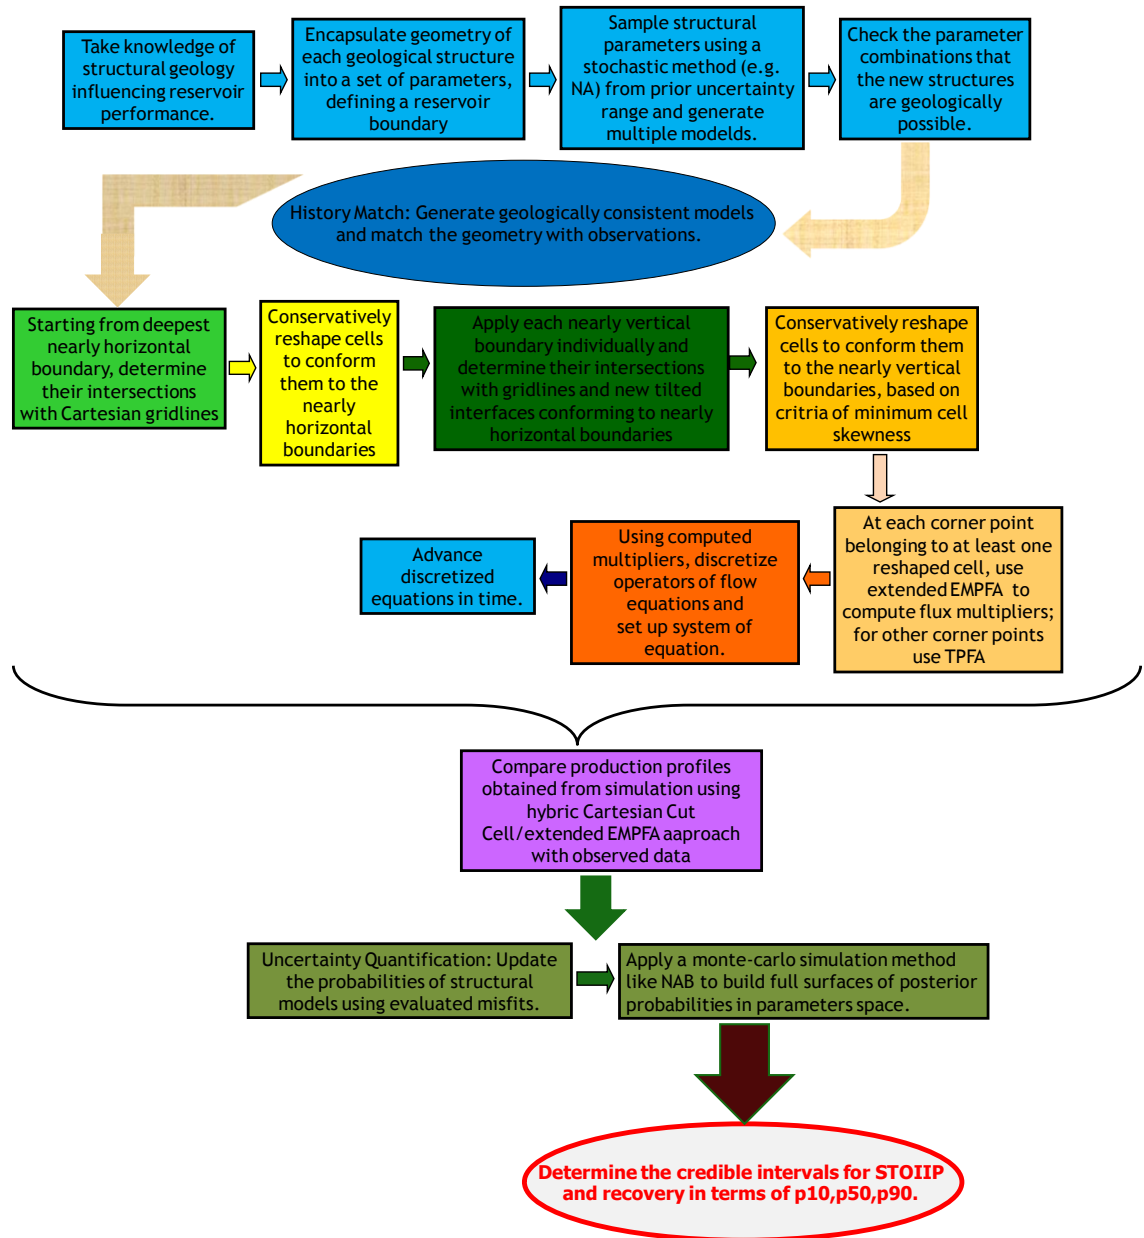 Take knowledge of
structural geology
influencing reservoir
performance.
Encapsulate geometry of
each geological structure
into a set of parameters,
defining a reservoir
boundary
Sample structural
parameters using a
stochastic method (e.g.
NA) from prior uncertainty
range and generate
multiple modelds.
Check the parameter
combinations that
the new structures
are geologically
possible.
History Match: Generate geologically consistent models
and match the geometry with observations.
Starting from deepest
nearly horizontal
boundary, determine
their intersections
with Cartesian gridlines
Conservatively
reshape cells
to conform
them to the
nearly
horizontal
boundaries
Apply each nearly vertical
boundary individually and
determine their intersections
with gridlines and new tilted
interfaces conforming to nearly
horizontal boundaries
Conservatively reshape
cells to conform them
to the nearly vertical
boundaries, based on
critria of minimum cell
skewness
At each corner point
belonging to at least one
reshaped cell, use
extended EMPFA to
compute flux multipliers;
for other corner points
use TPFA
Using computed
multipliers, discretize
operators of flow
equations and
set up system of
equation.
Advance
discretized
equations in time.
Compare production profiles
obtained from simulation using
hybric Cartesian Cut
Cell/extended EMPFA aaproach
with observed data
Uncertainty Quantification: Update
the probabilities of structural
models using evaluated misfits.
Apply a monte-carlo simulation method
like NAB to build full surfaces of posterior
probabilities in parameters space.
Determine the credible intervals for STOIIP
and recovery in terms of p10,p50,p90.